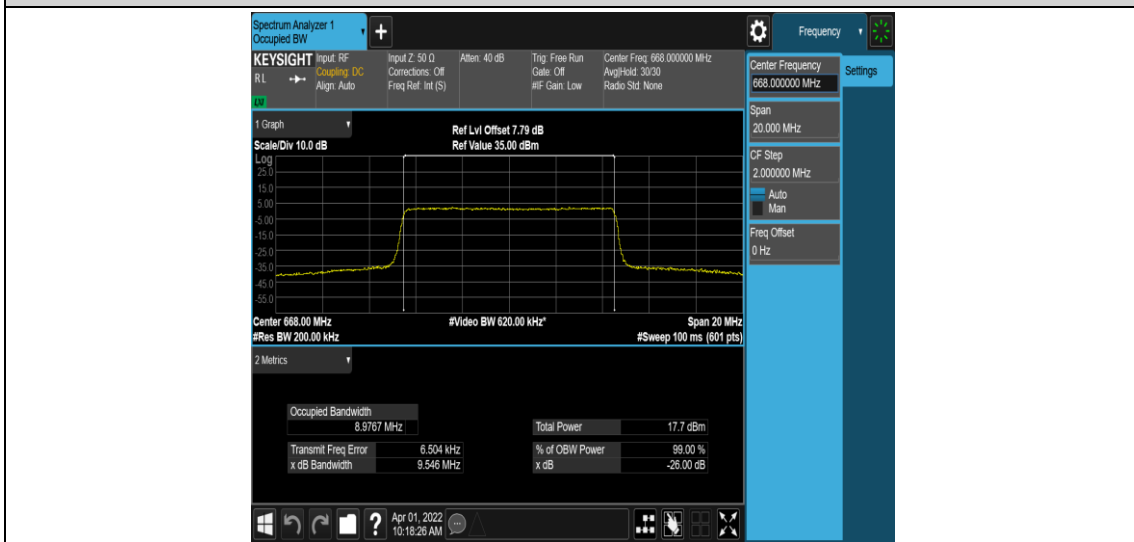 Spectrum Analyzer 1
Occupied BW
+
Frequency
KEYSIGHT
RL
LXI
Input: RF
Coupling: DC
Align: Auto
Input Z: 50 Ω
Corrections: Off
Freq Ref: Int (S)
Atten: 40 dB
Trig: Free Run
Gate: Off
#IF Gain: Low
Center Freq: 668.000000 MHz
Avg|Hold: 30/30
Radio Std: None
Center Frequency
668.000000 MHz
Settings
Span
20.000 MHz
CF Step
2.000000 MHz
Auto
Man
Freq Offset
0 Hz
1 Graph
Scale/Div 10.0 dB
Ref Lvl Offset 7.79 dB
Ref Value 35.00 dBm
Log
25.0
15.0
5.00
-5.00
-15.0
-25.0
-35.0
-45.0
-55.0
Center 668.00 MHz
#Video BW 620.00 kHz*
Span 20 MHz
#Res BW 200.00 kHz
#Sweep 100 ms (601 pts)
2 Metrics
Occupied Bandwidth
8.9767 MHz
Total Power 17.7 dBm
Transmit Freq Error 6.504 kHz
% of OBW Power 99.00 %
x dB Bandwidth 9.546 MHz
x dB -26.00 dB
?
Apr 01, 2022
10:18:26 AM